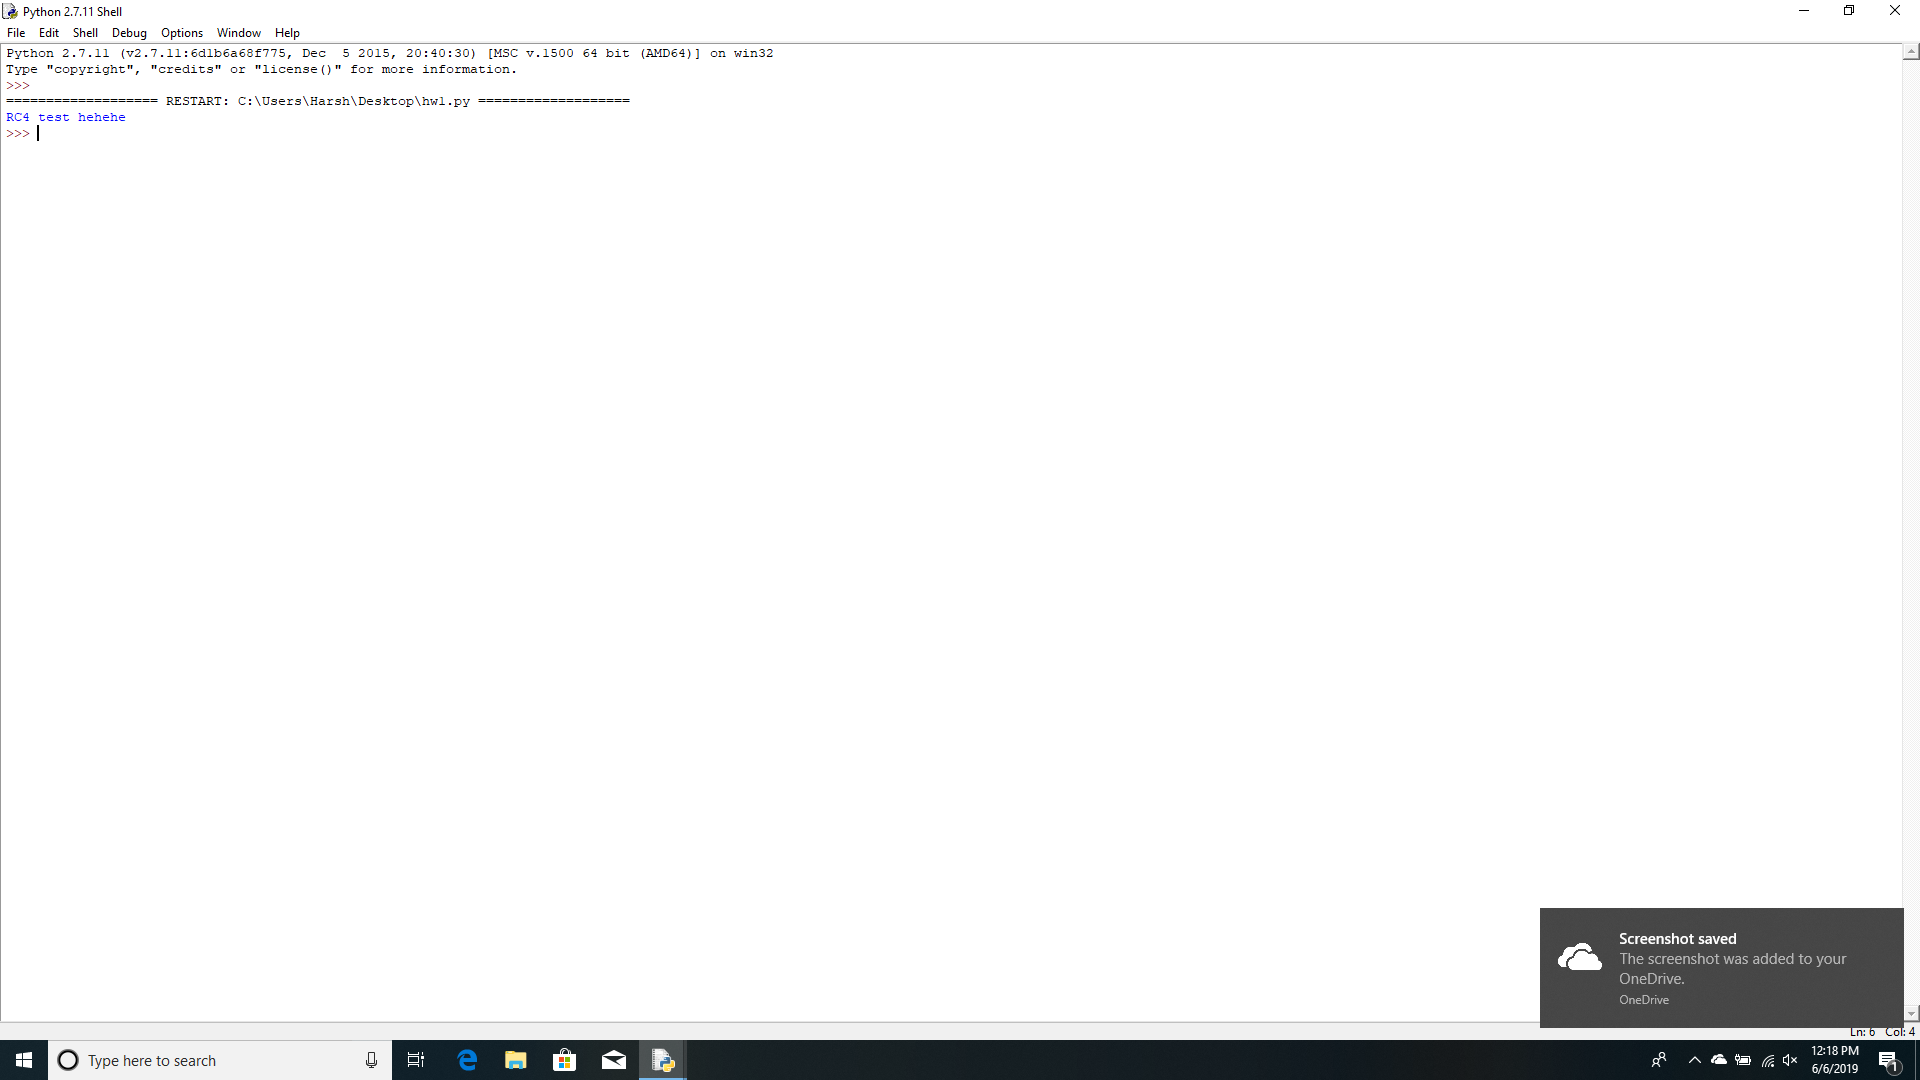 Python 2.7.11 Shell
File Edit Shell Debug Options Window Help
Python 2.7.11 (v2.7.11:6d1b6a68f775, Dec  5 2015, 20:40:30) [MSC v.1500 64 bit (AMD64)] on win32
Type "copyright", "credits" or "license()" for more information.
>>>
=================== RESTART: C:\Users\Harsh\Desktop\hw1.py ===================
RC4 test hehehe
>>>
Screenshot saved
The screenshot was added to your
OneDrive.
OneDrive
Ln: 6 Col: 4
Type here to search
12:18 PM
6/6/2019
1